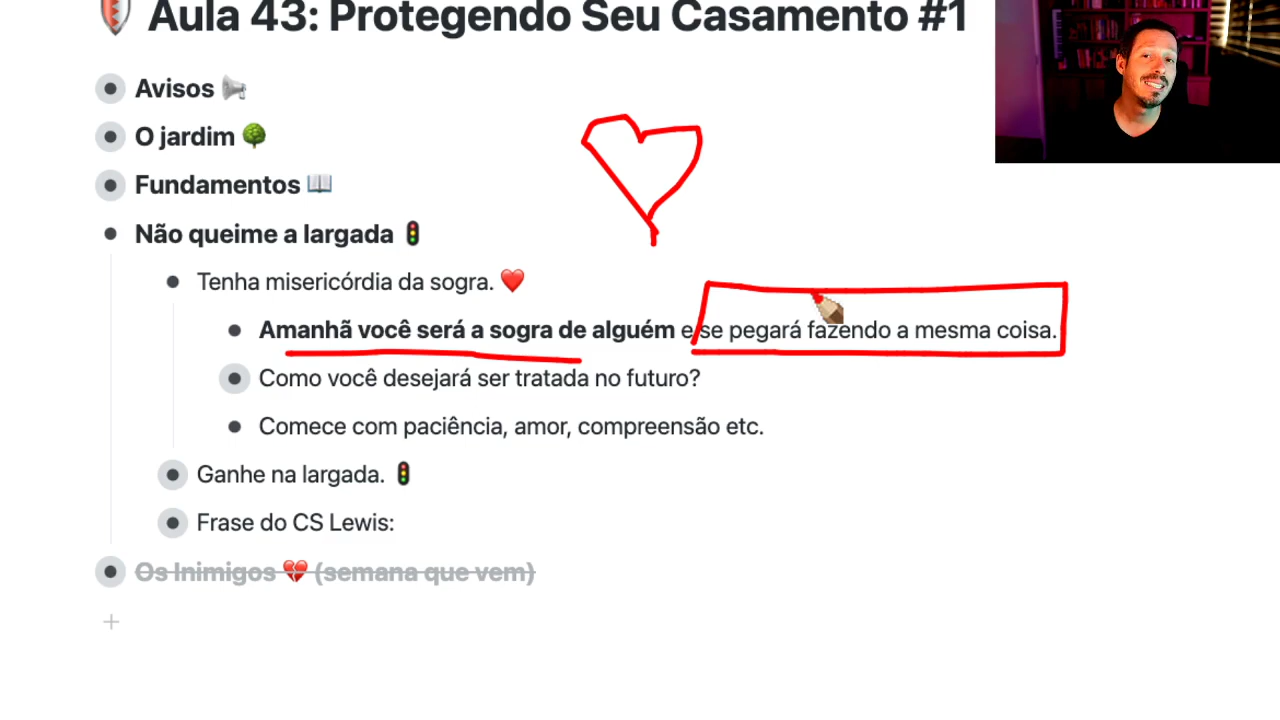 Aula 43: Protegendo Seu Casamento #1
Avisos
O jardim
Fundamentos
Não queime a largada
Tenha misericórdia da sogra.
Amanhã você será a sogra de alguém e se pegará fazendo a mesma coisa.
Como você desejará ser tratada no futuro?
Comece com paciência, amor, compreensão etc.
Ganhe na largada.
Frase do CS Lewis:
Os Inimigos (semana que vem)